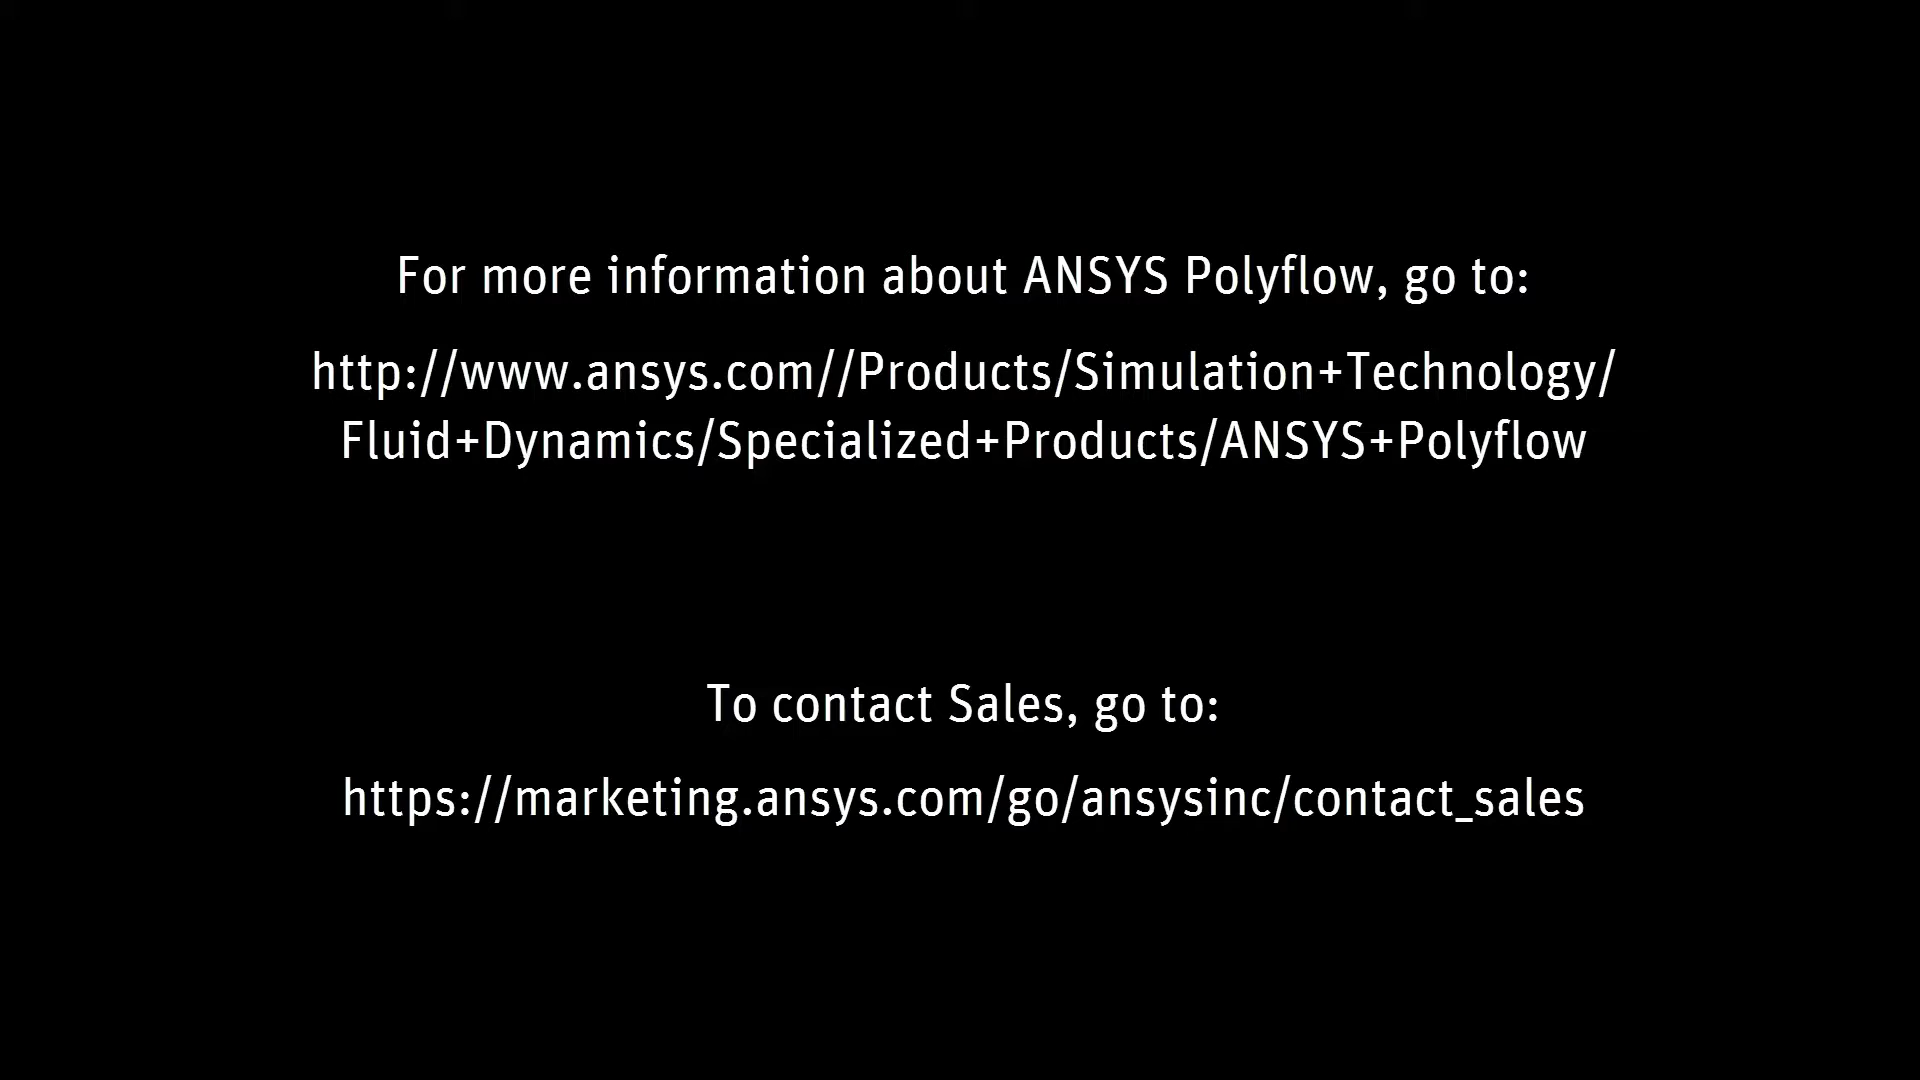 For more information about ANSYS Polyflow, go to:
http://www.ansys.com//Products/Simulation+Technology/
Fluid+Dynamics/Specialized+Products/ANSYS+Polyflow
To contact Sales, go to:
https://marketing.ansys.com/go/ansysinc/contact_sales